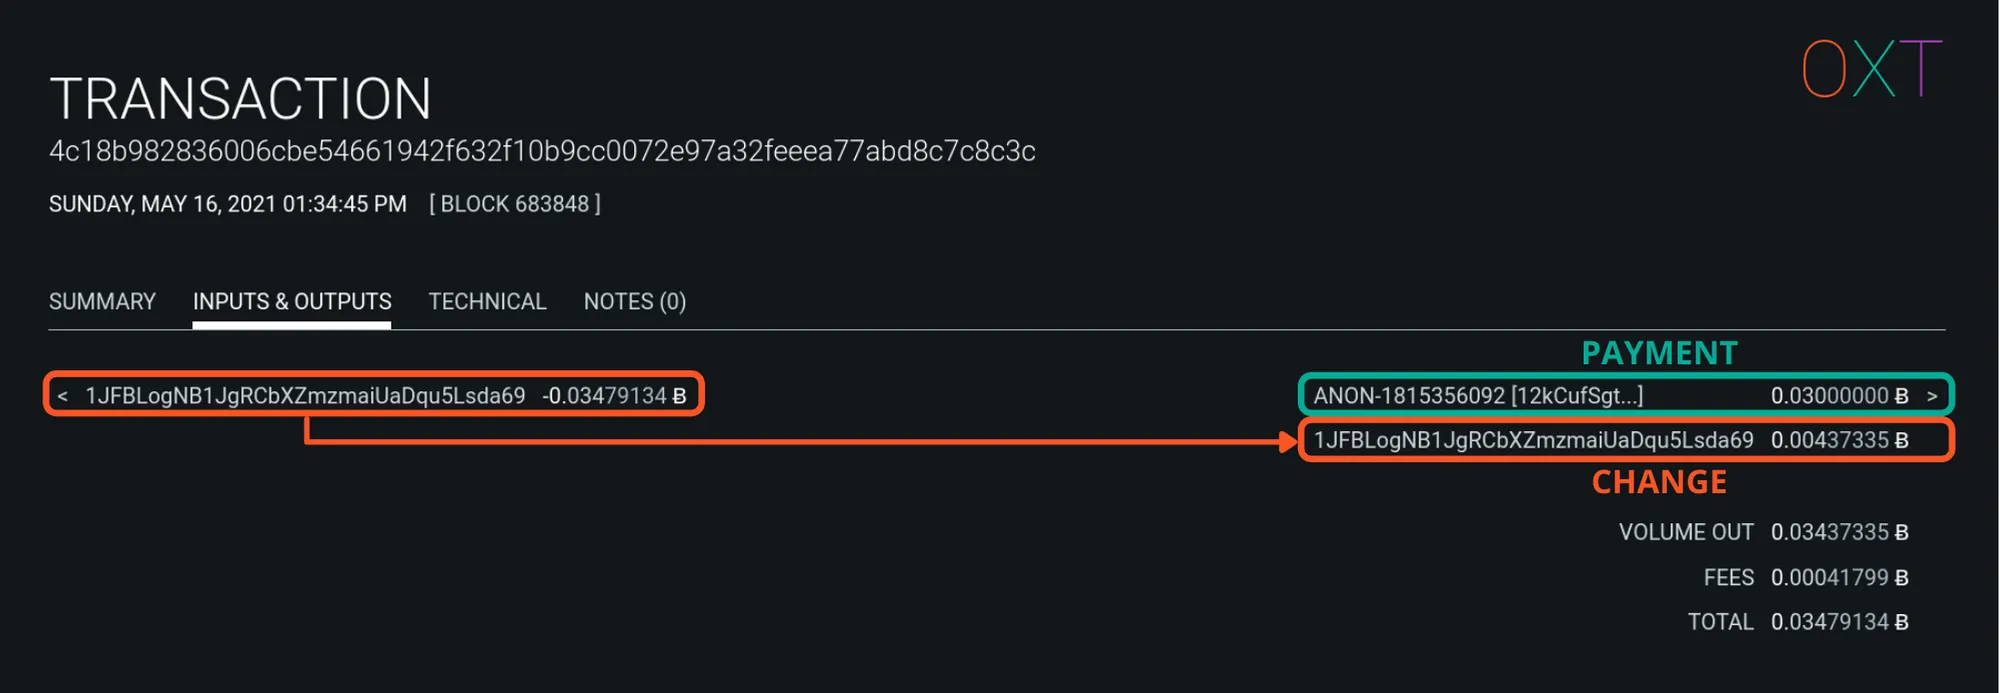 OXT
TRANSACTION
4c18b982836006cbe54661942f632f10b9cc0072e97a32feeea77abd8c7c8c3c
SUNDAY, MAY 16, 2021 01:34:45 PM [ BLOCK 683848 ]
SUMMARY INPUTS & OUTPUTS TECHNICAL NOTES (0)
PAYMENT
< 1JFBLogNB1JgRCbXZmzmaiUaDqu5Lsda69 -0.03479134 Ƀ
ANON-1815356092 [12kCufSgt...] 0.03000000 Ƀ >
1JFBLogNB1JgRCbXZmzmaiUaDqu5Lsda69 0.00437335 Ƀ
CHANGE
VOLUME OUT 0.03437335 Ƀ
FEES 0.00041799 Ƀ
TOTAL 0.03479134 Ƀ